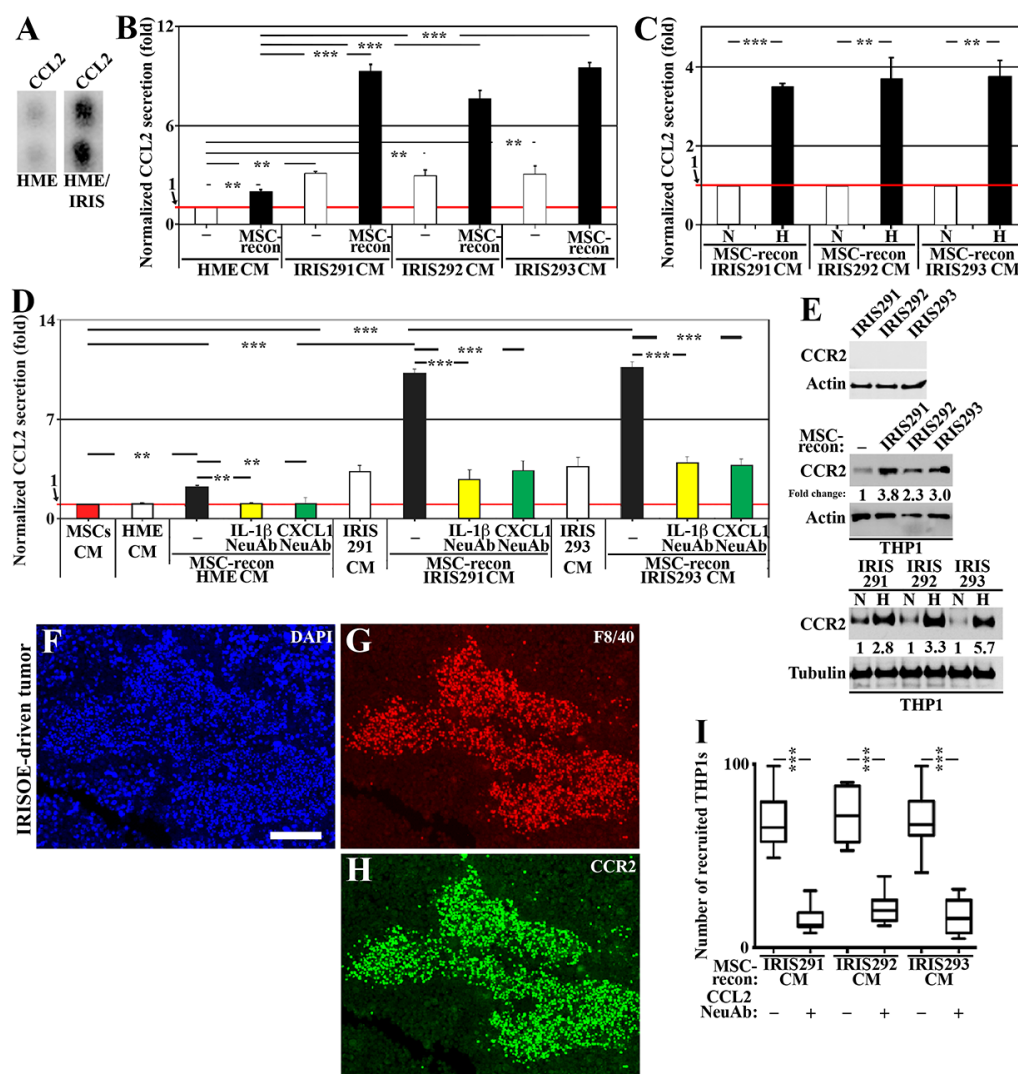 A
CCL2
CCL2
HME
HME/
IRIS
B
Normalized CCL2 secretion (fold)
12
6
1
0
***
***
***
**
**
**
**
– MSC-recon – MSC-recon – MSC-recon – MSC-recon
HME CM IRIS291 CM IRIS292 CM IRIS293 CM
C
Normalized CCL2 secretion (fold)
4
2
1
0
*** ** **
N H N H N H
MSC-recon MSC-recon MSC-recon
IRIS291 CM IRIS292 CM IRIS293 CM
D
Normalized CCL2 secretion (fold)
14
7
1
0
***
***
*** ***
*** ***
** **
**
MSCs CM
HME CM
– IL-1β NeuAb CXCL1 NeuAb
MSC-recon
HME CM
IRIS 291 CM
– IL-1β NeuAb CXCL1 NeuAb
MSC-recon
IRIS291 CM
IRIS 293 CM
– IL-1β NeuAb CXCL1 NeuAb
MSC-recon
IRIS293 CM
E
IRIS291 IRIS292 IRIS293
CCR2
Actin
MSC-recon: – IRIS291 IRIS292 IRIS293
CCR2
Fold change: 1 3.8 2.3 3.0
Actin
THP1
IRIS 291 IRIS 292 IRIS 293
N H N H N H
CCR2
1 2.8 1 3.3 1 5.7
Tubulin
THP1
IRISOE-driven tumor
F
DAPI
G
F8/40
H
CCR2
I
Number of recruited THP1s
100
0
*** *** ***
MSC-recon: IRIS291 CM IRIS292 CM IRIS293 CM
CCL2 NeuAb: – + – + – +